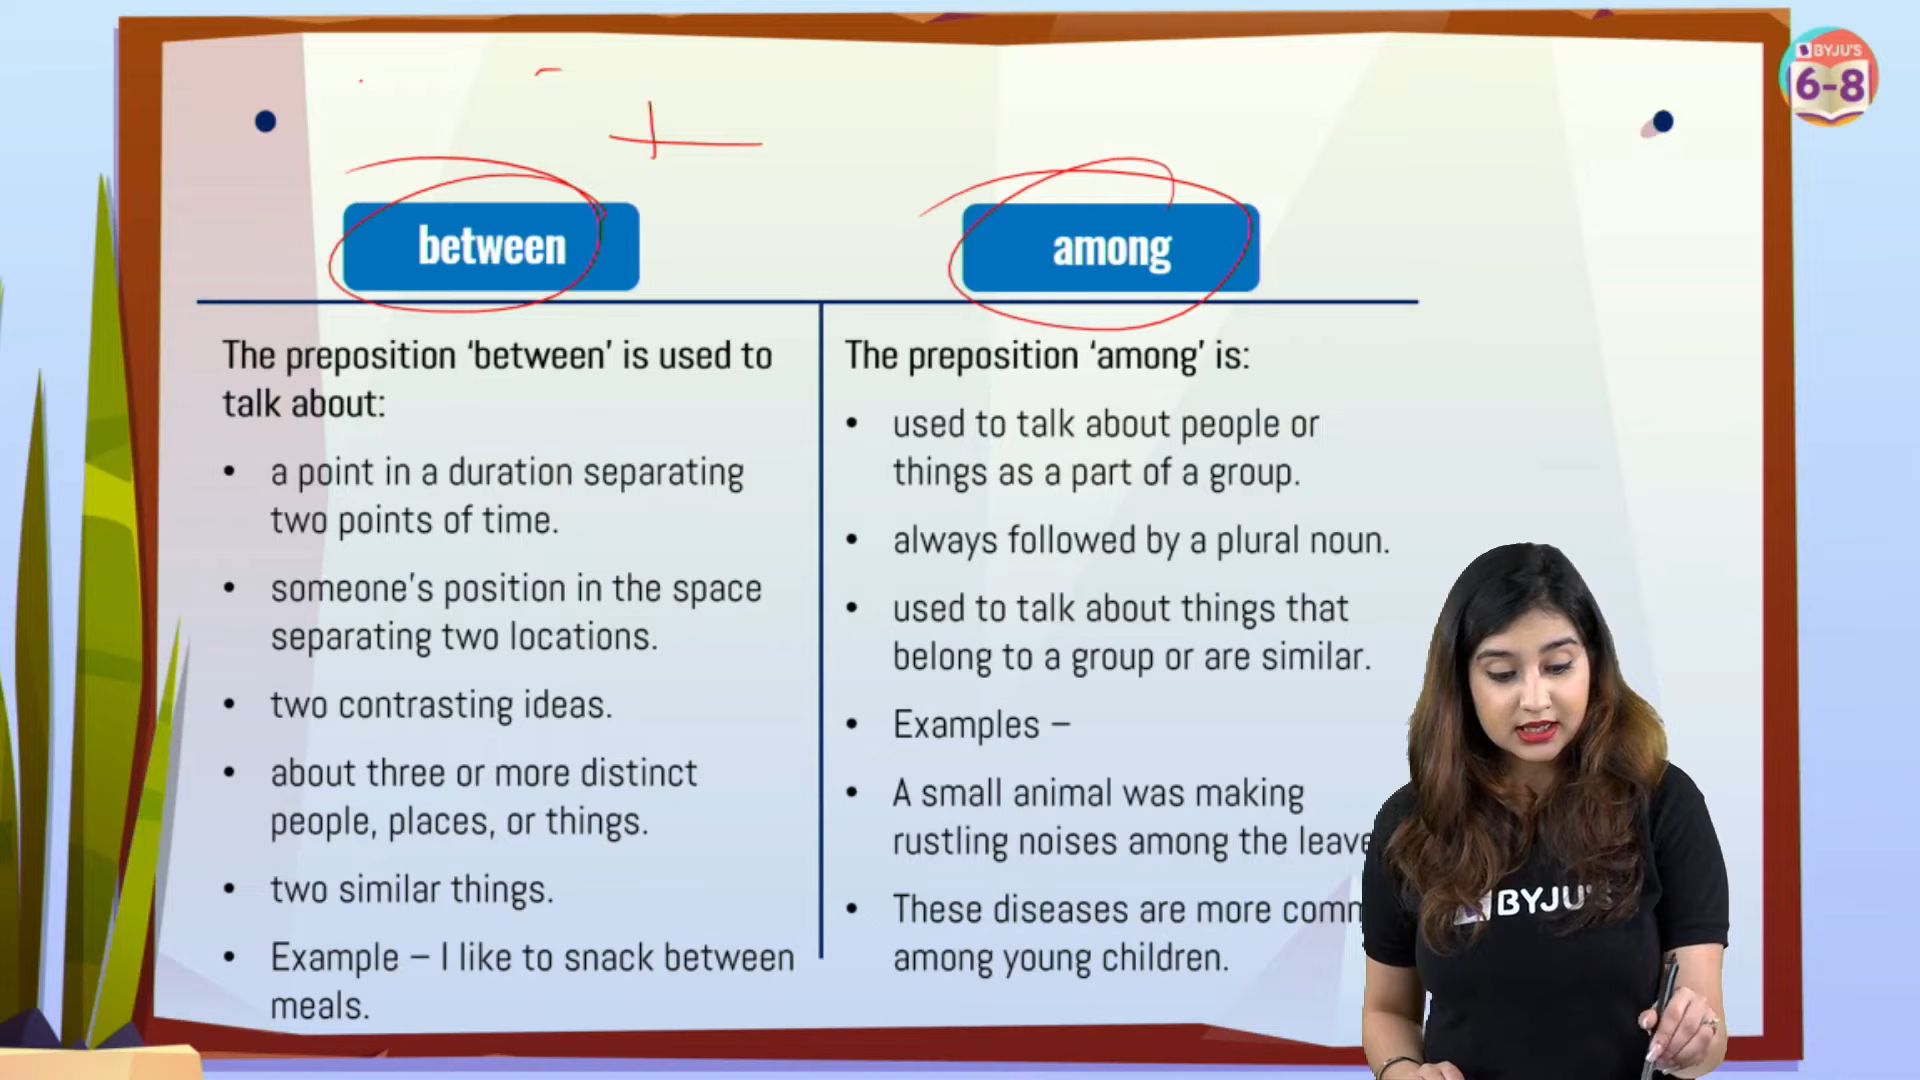 BYJU'S
6-8
between
among
The preposition ‘between’ is used to
talk about:
• a point in a duration separating
two points of time.
• someone's position in the space
separating two locations.
• two contrasting ideas.
• about three or more distinct
people, places, or things.
• two similar things.
• Example – I like to snack between
meals.
The preposition ‘among’ is:
• used to talk about people or
things as a part of a group.
• always followed by a plural noun.
• used to talk about things that
belong to a group or are similar.
• Examples –
• A small animal was making
rustling noises among the leave
• These diseases are more comm
among young children.
BYJU'S